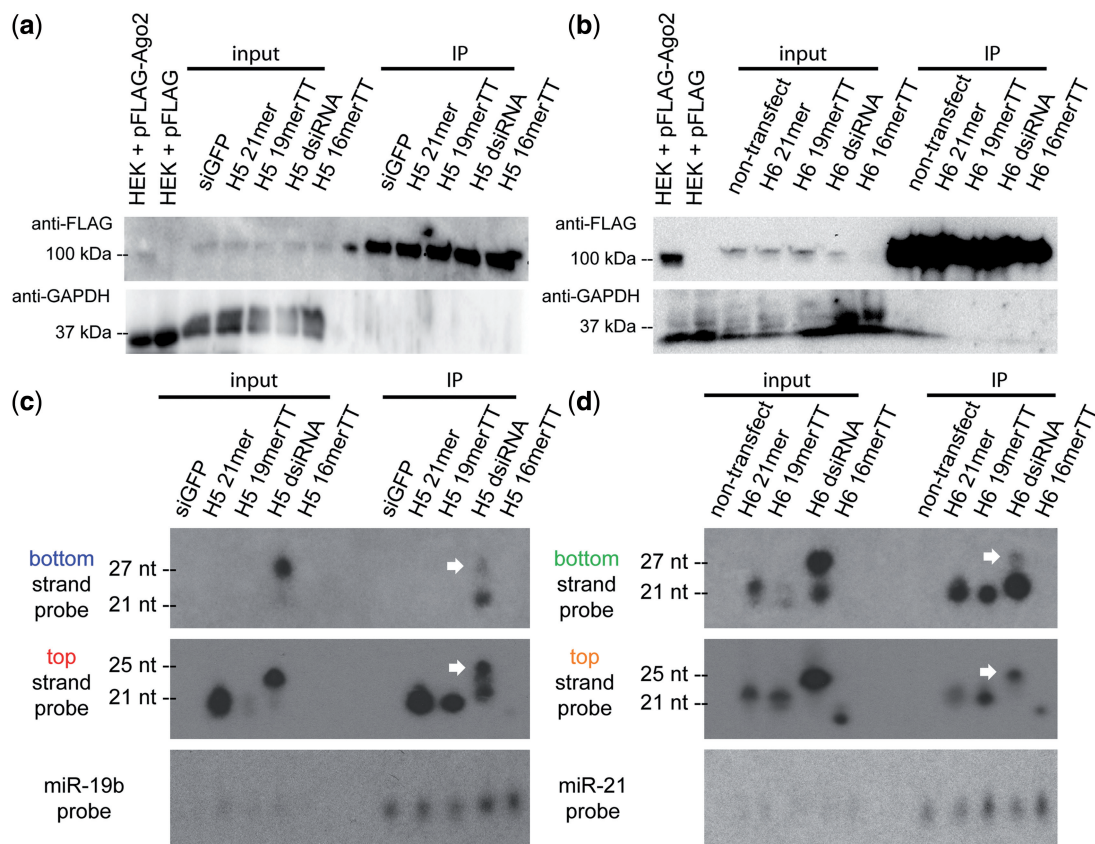 (a)
input
IP
HEK + pFLAG-Ago2
HEK + pFLAG
siGFP
H5 21mer
H5 19merTT
H5 dsiRNA
H5 16merTT
siGFP
H5 21mer
H5 19merTT
H5 dsiRNA
H5 16merTT
anti-FLAG
100 kDa --
anti-GAPDH
37 kDa --
(b)
input
IP
HEK + pFLAG-Ago2
HEK + pFLAG
non-transfect
H6 21mer
H6 19merTT
H6 dsiRNA
H6 16merTT
non-transfect
H6 21mer
H6 19merTT
H6 dsiRNA
H6 16merTT
anti-FLAG
100 kDa --
anti-GAPDH
37 kDa --
(c)
input
IP
siGFP
H5 21mer
H5 19merTT
H5 dsiRNA
H5 16merTT
siGFP
H5 21mer
H5 19merTT
H5 dsiRNA
H5 16merTT
bottom
strand
probe
27 nt --
21 nt --
top
strand
probe
25 nt --
21 nt --
miR-19b
probe
(d)
input
IP
non-transfect
H6 21mer
H6 19merTT
H6 dsiRNA
H6 16merTT
non-transfect
H6 21mer
H6 19merTT
H6 dsiRNA
H6 16merTT
bottom
strand
probe
27 nt --
21 nt --
top
strand
probe
25 nt --
21 nt --
miR-21
probe